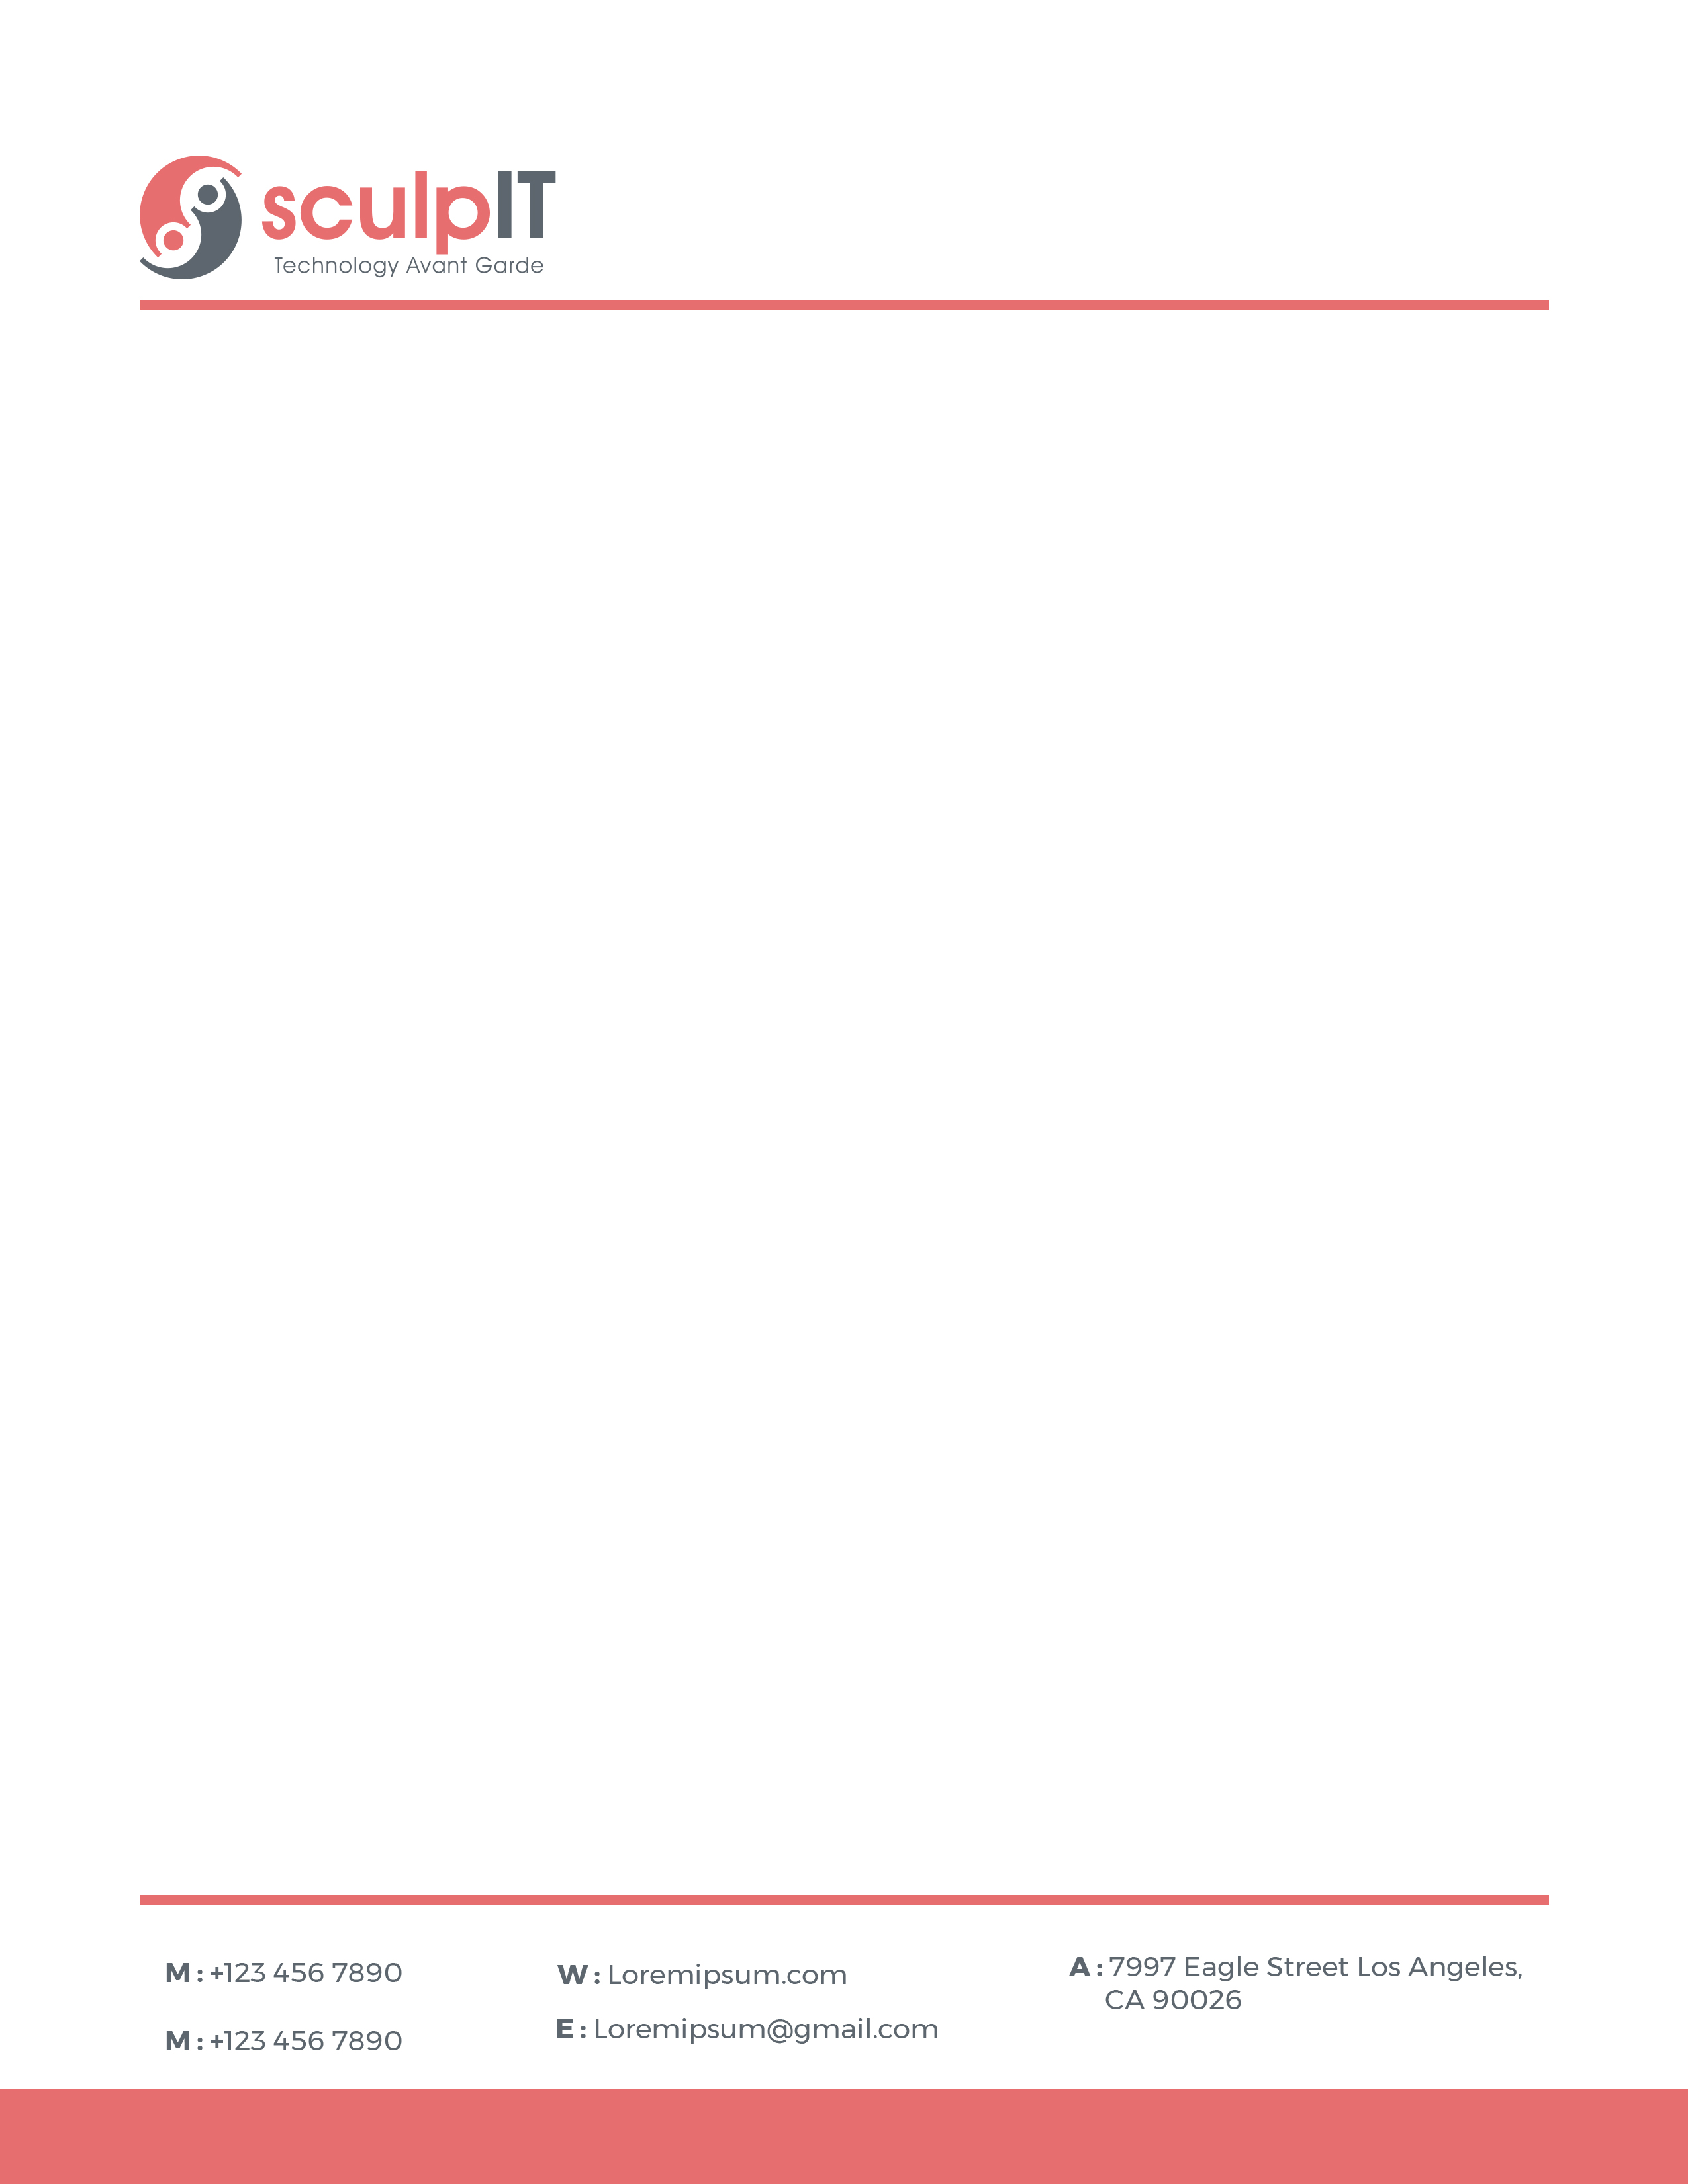 sculpIT
Technology Avant Garde
M : +123 456 7890
M : +123 456 7890
W : Loremipsum.com
E : Loremipsum@gmail.com
A : 7997 Eagle Street Los Angeles,
CA 90026